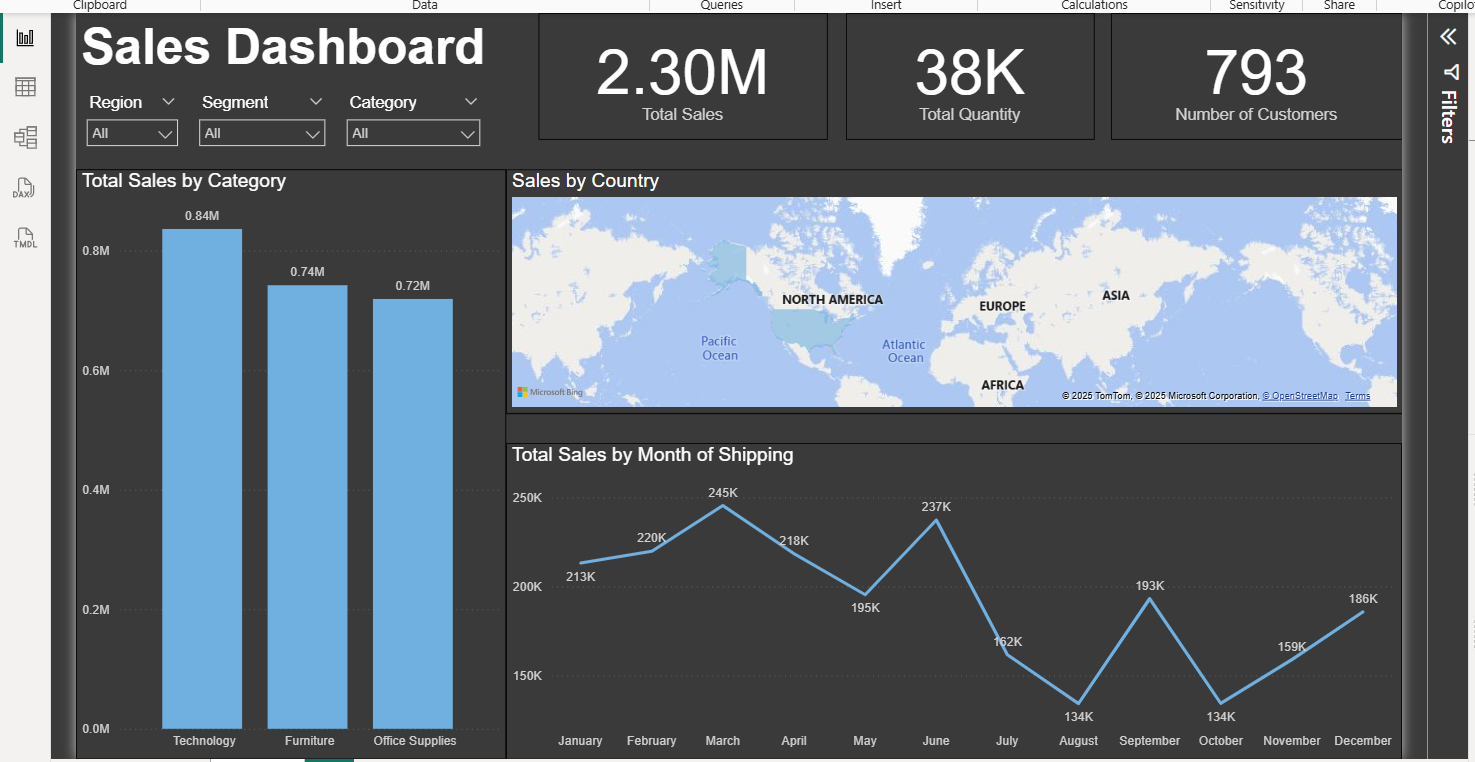 Clipboard Data Queries Insert Calculations Sensitivity Share Copilo
Sales Dashboard
Region Segment Category
All All All
2.30M
Total Sales
38K
Total Quantity
793
Number of Customers
Filters
DAX
TMDL
Total Sales by Category
0.84M
0.8M
0.74M
0.72M
0.6M
0.4M
0.2M
0.0M
Technology Furniture Office Supplies
Sales by Country
NORTH AMERICA
EUROPE
ASIA
Pacific
Ocean
Atlantic
Ocean
AFRICA
Microsoft Bing
© 2025 TomTom, © 2025 Microsoft Corporation, © OpenStreetMap Terms
Total Sales by Month of Shipping
250K
200K
150K
213K
220K
245K
218K
195K
237K
162K
134K
193K
134K
159K
186K
January February March April May June July August September October November December